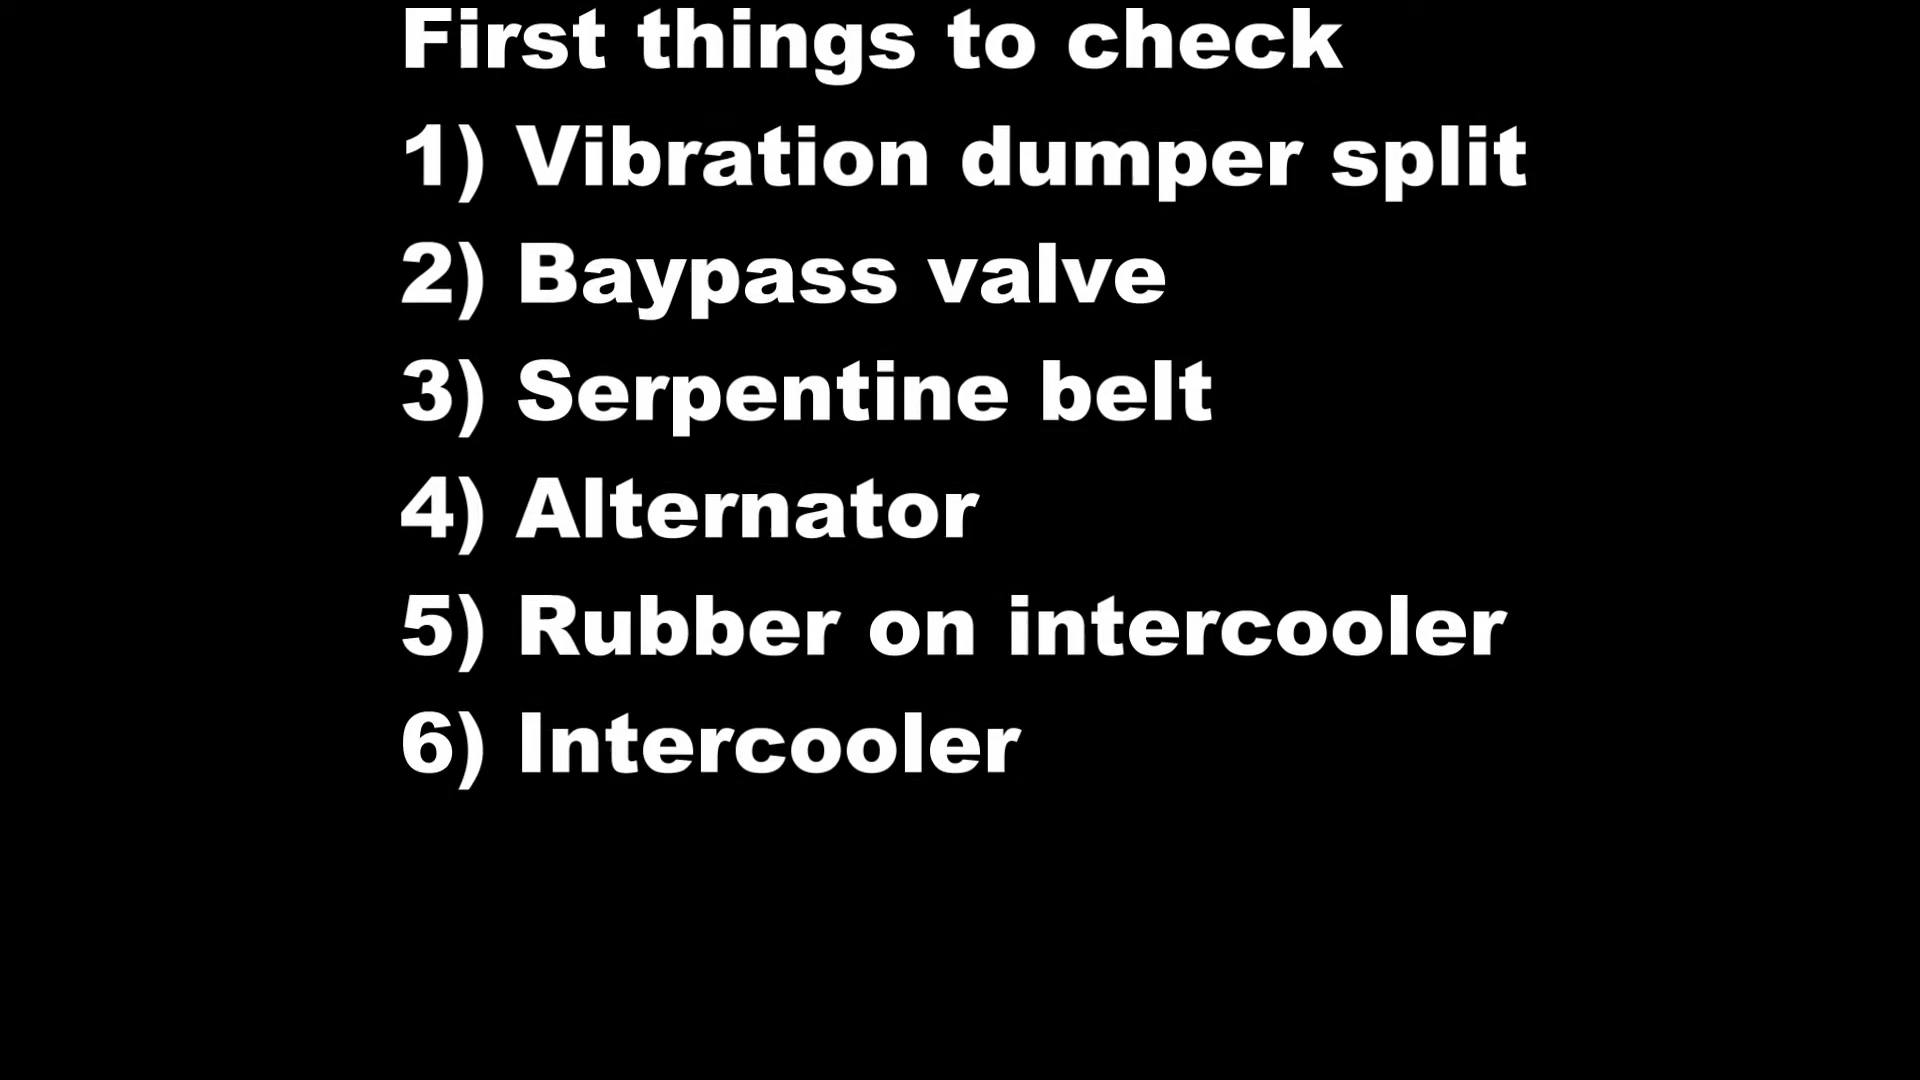 First things to check
1) Vibration dumper split
2) Baypass valve
3) Serpentine belt
4) Alternator
5) Rubber on intercooler
6) Intercooler